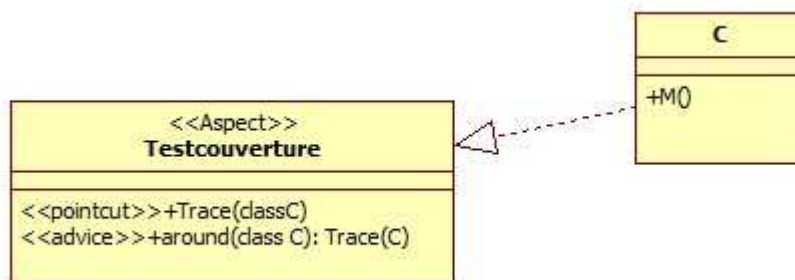 C
+M()
<<Aspect>>
Testcouverture
<<pointcut>>+Trace(classC)
<<advice>>+around(class C): Trace(C)